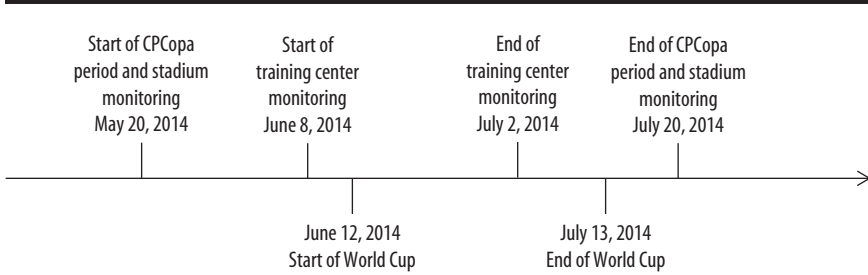 Start of CPCopa
period and stadium
monitoring
May 20, 2014
Start of
training center
monitoring
June 8, 2014
End of
training center
monitoring
July 2, 2014
End of CPCopa
period and stadium
monitoring
July 20, 2014
June 12, 2014
Start of World Cup
July 13, 2014
End of World Cup